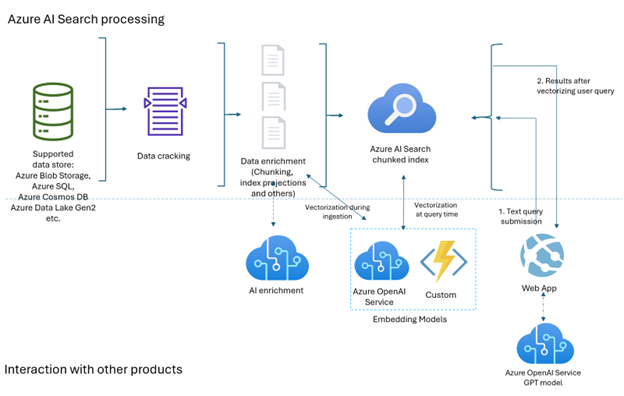 Azure AI Search processing
2. Results after
vectorizing user query
Supported
data store:
Azure Blob Storage,
Azure SQL,
Azure Cosmos DB
Azure Data Lake Gen2
etc.
Data cracking
Data enrichment
(Chunking,
index projections
and others)
Azure AI Search
chunked index
Vectorization during
ingestion
Vectorization
at query time
1. Text query
submission
AI enrichment
Azure OpenAI
Service
Custom
Embedding Models
Web App
Azure OpenAI Service
GPT model
Interaction with other products